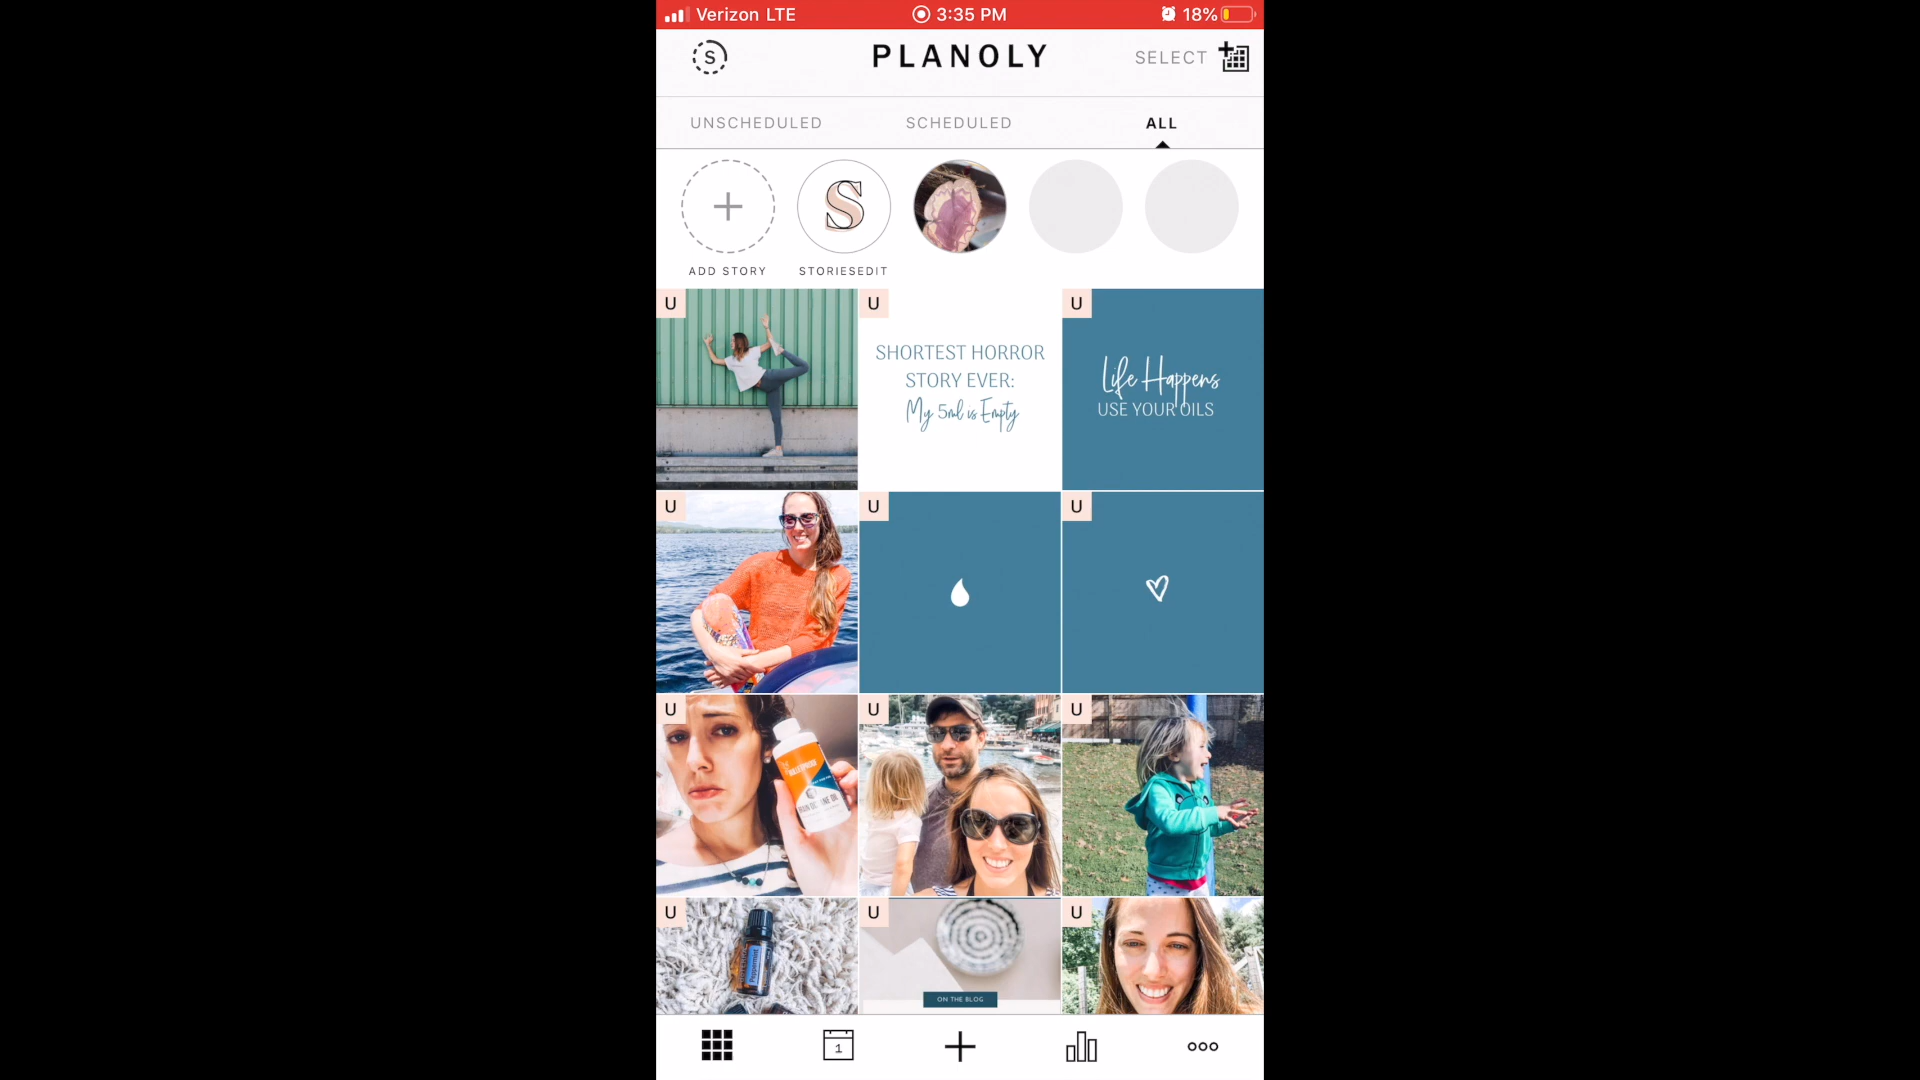 Verizon LTE
3:35 PM
18%
S
PLANOLY
SELECT
UNSCHEDULED
SCHEDULED
ALL
S
ADD STORY
STORIESEDIT
U
U
U
SHORTEST HORROR
STORY EVER:
My 5ml is Empty
Life Happens
USE YOUR OILS
U
U
U
U
U
U
U
U
U
Peppermint
ON THE BLOG
1